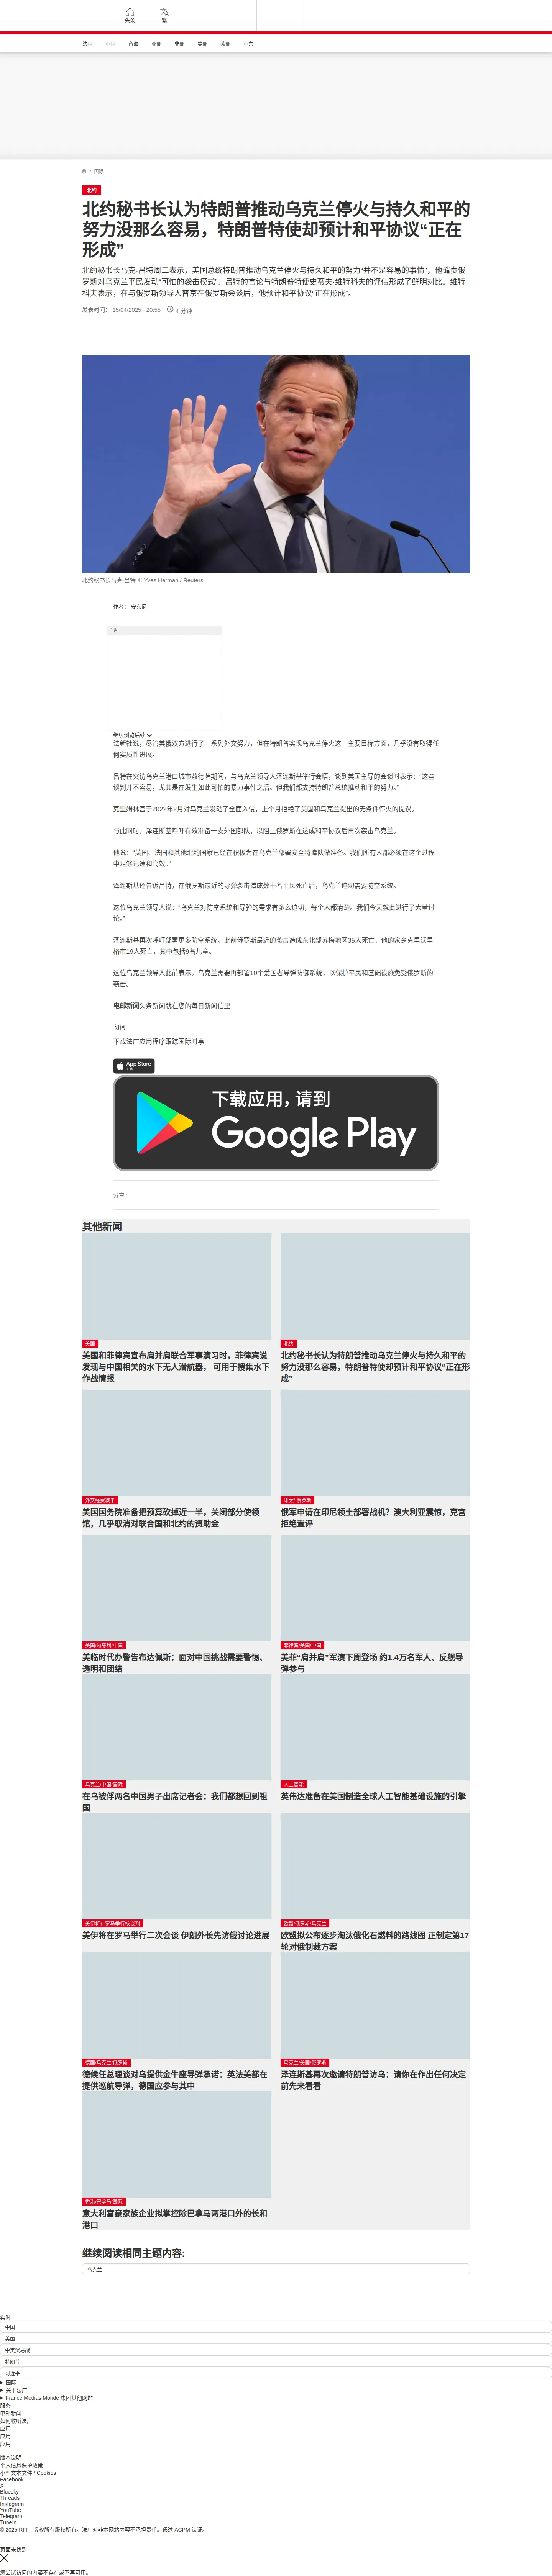 头条
繁
法国
中国
台海
亚洲
非洲
美洲
欧洲
中东
/ 国际
北约
北约秘书长认为特朗普推动乌克兰停火与持久和平的
努力没那么容易，特朗普特使却预计和平协议“正在
形成”
北约秘书长马克·吕特周二表示，美国总统特朗普推动乌克兰停火与持久和平的努力“并不是容易的事情”，他谴责俄
罗斯对乌克兰平民发动“可怕的袭击模式”。吕特的言论与特朗普特使史蒂夫·维特科夫的评估形成了鲜明对比。维特
科夫表示，在与俄罗斯领导人普京在俄罗斯会谈后，他预计和平协议“正在形成”。
发表时间： 15/04/2025 - 20:55
4 分钟
北约秘书长马克·吕特 © Yves Herman / Reuters
作者： 安东尼
广告
继续浏览后续
法新社说，尽管美俄双方进行了一系列外交努力，但在特朗普实现乌克兰停火这一主要目标方面，几乎没有取得任
何实质性进展。
吕特在突访乌克兰港口城市敖德萨期间，与乌克兰领导人泽连斯基举行会晤，谈到美国主导的会谈时表示：“这些
谈判并不容易，尤其是在发生如此可怕的暴力事件之后。但我们都支持特朗普总统推动和平的努力。”
克里姆林宫于2022年2月对乌克兰发动了全面入侵，上个月拒绝了美国和乌克兰提出的无条件停火的提议。
与此同时，泽连斯基呼吁有效准备一支外国部队，以阻止俄罗斯在达成和平协议后再次袭击乌克兰。
他说：“英国、法国和其他北约国家已经在积极为在乌克兰部署安全特遣队做准备。我们所有人都必须在这个过程
中足够迅速和高效。”
泽连斯基还告诉吕特，在俄罗斯最近的导弹袭击造成数十名平民死亡后，乌克兰迫切需要防空系统。
这位乌克兰领导人说：“乌克兰对防空系统和导弹的需求有多么迫切，每个人都清楚。我们今天就此进行了大量讨
论。”
泽连斯基再次呼吁部署更多防空系统，此前俄罗斯最近的袭击造成东北部苏梅地区35人死亡，他的家乡克里沃里
格市19人死亡，其中包括9名儿童。
这位乌克兰领导人此前表示，乌克兰需要再部署10个爱国者导弹防御系统，以保护平民和基础设施免受俄罗斯的
袭击。
电邮新闻头条新闻就在您的每日新闻信里
订阅
下载法广应用程序跟踪国际时事
App Store
下载
下载应用，请到
Google Play
分享 :
其他新闻
美国
美国和菲律宾宣布肩并肩联合军事演习时，菲律宾说
发现与中国相关的水下无人潜航器， 可用于搜集水下
作战情报
北约
北约秘书长认为特朗普推动乌克兰停火与持久和平的
努力没那么容易，特朗普特使却预计和平协议“正在形
成”
外交经费减半
美国国务院准备把预算砍掉近一半，关闭部分使领
馆，几乎取消对联合国和北约的资助金
印太/ 俄罗斯
俄军申请在印尼领土部署战机？澳大利亚震惊，克宫
拒绝置评
美国/匈牙利/中国
美临时代办警告布达佩斯：面对中国挑战需要警惕、
透明和团结
菲律宾/美国/中国
美菲“肩并肩”军演下周登场 约1.4万名军人、反舰导
弹参与
乌克兰/中国/国际
在乌被俘两名中国男子出席记者会：我们都想回到祖
国
人工智能
英伟达准备在美国制造全球人工智能基础设施的引擎
美伊将在罗马举行核谈判
美伊将在罗马举行二次会谈 伊朗外长先访俄讨论进展
欧盟/俄罗斯/乌克兰
欧盟拟公布逐步淘汰俄化石燃料的路线图 正制定第17
轮对俄制裁方案
德国/乌克兰/俄罗斯
德候任总理谈对乌提供金牛座导弹承诺：英法美都在
提供巡航导弹，德国应参与其中
乌克兰/美国/俄罗斯
泽连斯基再次邀请特朗普访乌：请你在作出任何决定
前先来看看
香港/巴拿马/国际
意大利富豪家族企业拟掌控除巴拿马两港口外的长和
港口
继续阅读相同主题内容:
乌克兰
实时
中国
美国
中美贸易战
特朗普
习近平
国际
关于法广
France Médias Monde 集团其他网站
服务
电邮新闻
如何收听法广
应用
应用
应用
版本说明
个人信息保护政策
小型文本文件 / Cookies
Facebook
X
Bluesky
Threads
Instagram
YouTube
Telegram
TuneIn
© 2025 RFI – 版权所有版权所有。法广对非本网站内容不承担责任。通过 ACPM 认证。
页面未找到
您尝试访问的内容不存在或不再可用。